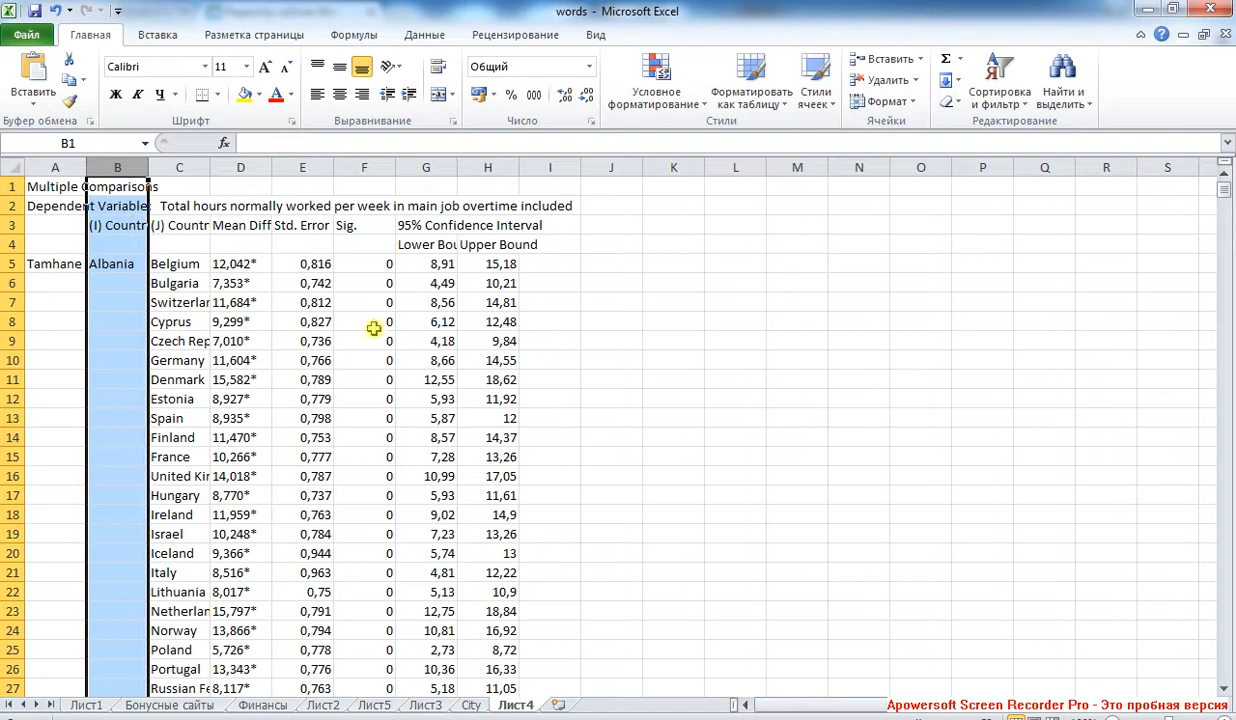 words - Microsoft Excel
Файл Главная Вставка Разметка страницы Формулы Данные Рецензирование Вид
Вставить
Calibri 11
Общий
Ж К Ч
% 000
Условное форматирование
Форматировать как таблицу
Стили ячеек
Вставить
Удалить
Формат
Сортировка и фильтр
Найти и выделить
Буфер обмена Шрифт Выравнивание Число Стили Ячейки Редактирование
B1 fx
A B C D E F G H I J K L M N O P Q R S
1 Multiple Comparisons
2 Dependent Variable: Total hours normally worked per week in main job overtime included
3 (I) Countr (J) Countr Mean Diff Std. Error Sig. 95% Confidence Interval
4 Lower Bou Upper Bound
5 Tamhane Albania Belgium 12,042* 0,816 0 8,91 15,18
6 Bulgaria 7,353* 0,742 0 4,49 10,21
7 Switzerlar 11,684* 0,812 0 8,56 14,81
8 Cyprus 9,299* 0,827 0 6,12 12,48
9 Czech Rep 7,010* 0,736 0 4,18 9,84
10 Germany 11,604* 0,766 0 8,66 14,55
11 Denmark 15,582* 0,789 0 12,55 18,62
12 Estonia 8,927* 0,779 0 5,93 11,92
13 Spain 8,935* 0,798 0 5,87 12
14 Finland 11,470* 0,753 0 8,57 14,37
15 France 10,266* 0,777 0 7,28 13,26
16 United Kir 14,018* 0,787 0 10,99 17,05
17 Hungary 8,770* 0,737 0 5,93 11,61
18 Ireland 11,959* 0,763 0 9,02 14,9
19 Israel 10,248* 0,784 0 7,23 13,26
20 Iceland 9,366* 0,944 0 5,74 13
21 Italy 8,516* 0,963 0 4,81 12,22
22 Lithuania 8,017* 0,75 0 5,13 10,9
23 Netherlar 15,797* 0,791 0 12,75 18,84
24 Norway 13,866* 0,794 0 10,81 16,92
25 Poland 5,726* 0,778 0 2,73 8,72
26 Portugal 13,343* 0,776 0 10,36 16,33
27 Russian Fe 8,117* 0,763 0 5,18 11,05
Лист1 Бонусные сайты Финансы Лист2 Лист5 Лист3 City Лист4
Apowersoft Screen Recorder Pro - Это пробная версия